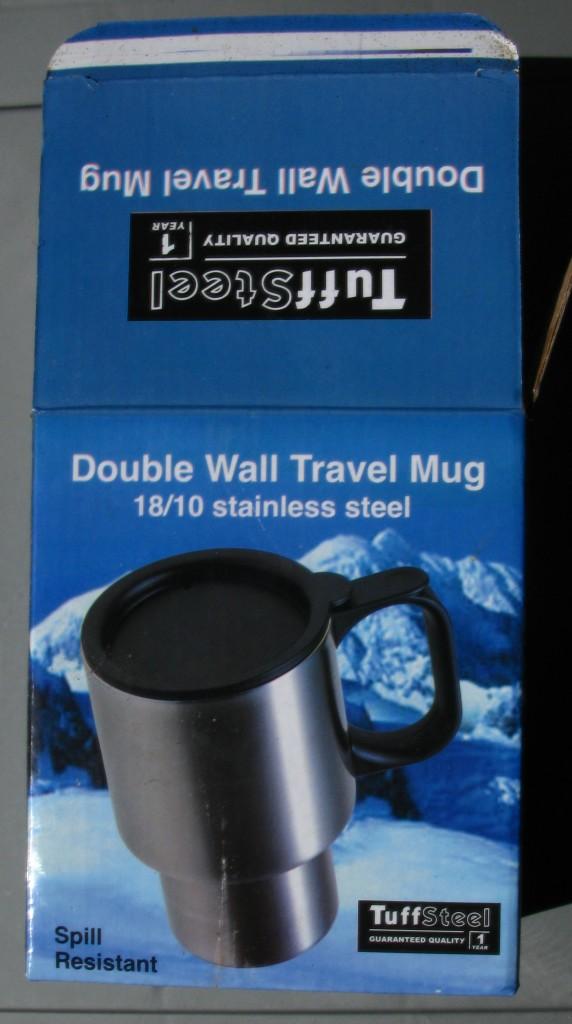 Double Wall Travel Mug
TuffSteel
GUARANTEED QUALITY 1 YEAR
Double Wall Travel Mug
18/10 stainless steel
Spill
Resistant
TuffSteel
GUARANTEED QUALITY 1 YEAR